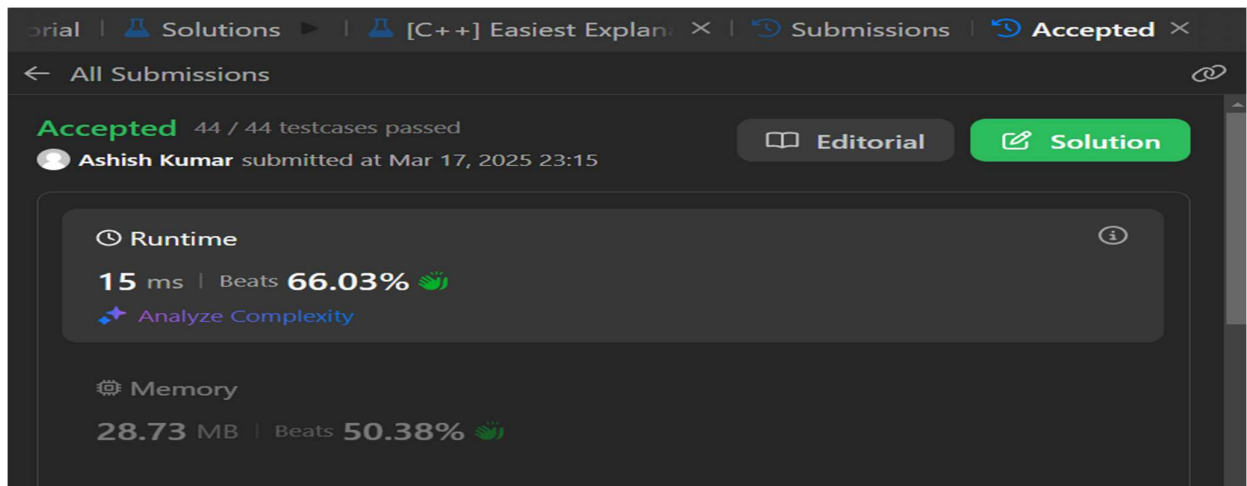 orial | Solutions | [C++] Easiest Explan | Submissions | Accepted
All Submissions
Accepted 44 / 44 testcases passed
Editorial
Solution
Ashish Kumar submitted at Mar 17, 2025 23:15
Runtime
15 ms | Beats 66.03%
Analyze Complexity
Memory
28.73 MB | Beats 50.38%